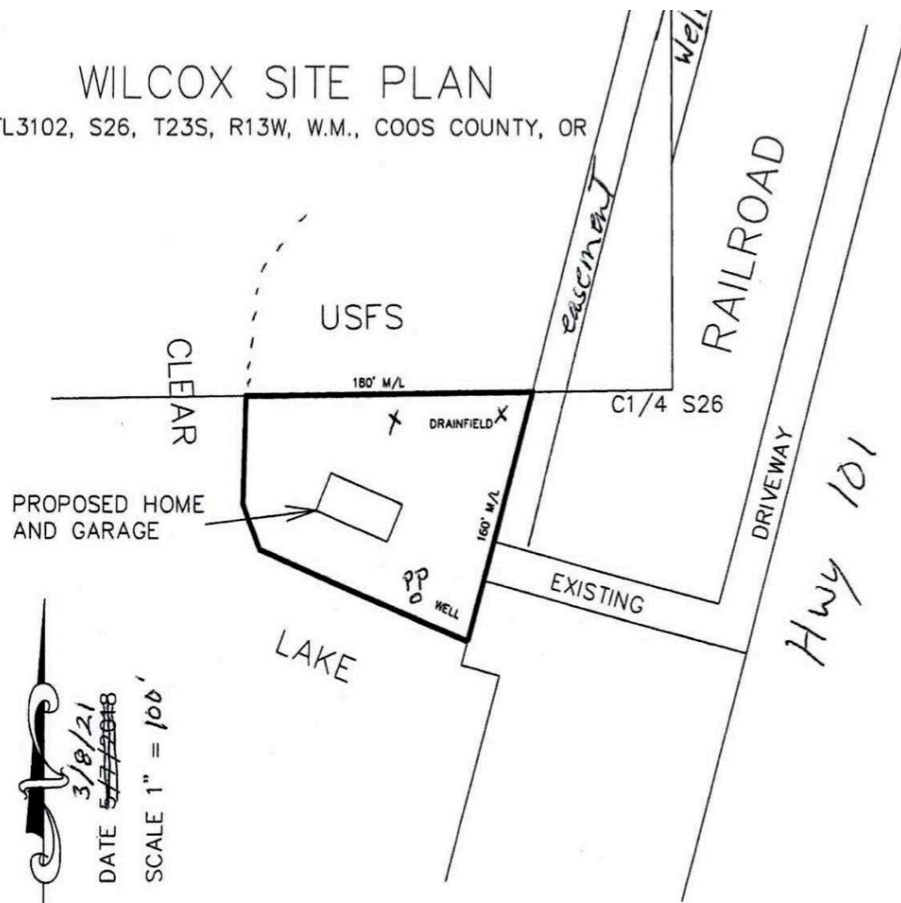 WILCOX SITE PLAN
TL3102, S26, T23S, R13W, W.M., COOS COUNTY, OR
Well
easement
RAILROAD
USFS
CLEAR
180' M/L
C1/4 S26
DRAINFIELD X
X
160' M/L
DRIVEWAY
Hwy 101
PROPOSED HOME
AND GARAGE
PP
WELL
EXISTING
LAKE
3/8/21
DATE 5/7/2018
SCALE 1" = 100'